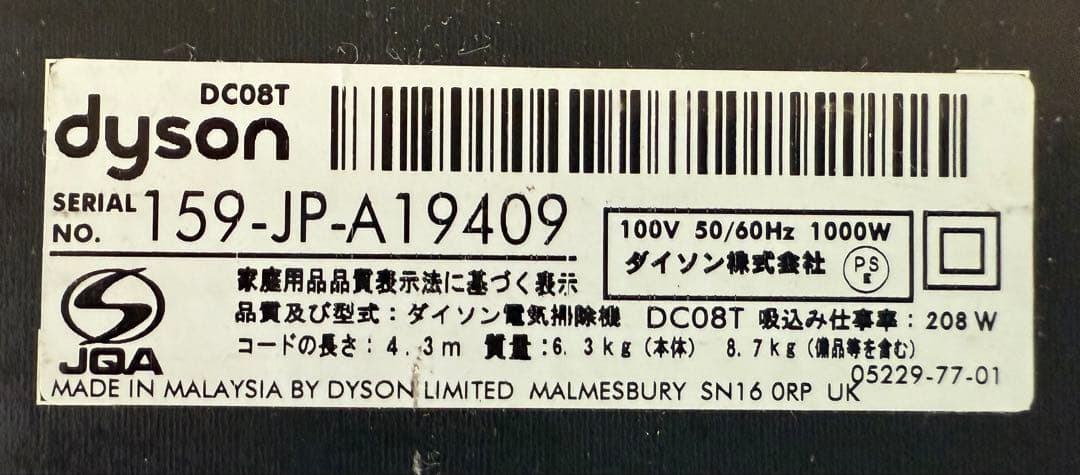 DC08T
dyson
SERIAL NO. 159-JP-A19409
100V 50/60Hz 1000W
ダイソン株式会社
PS
E
JQA
家庭用品品質表示法に基づく表示
品質及び型式：ダイソン電気掃除機 DC08T 吸込み仕事率：208W
コードの長さ：4.3m 質量：6.3kg(本体) 8.7kg(備品等を含む)
05229-77-01
MADE IN MALAYSIA BY DYSON LIMITED MALMESBURY SN16 0RP UK